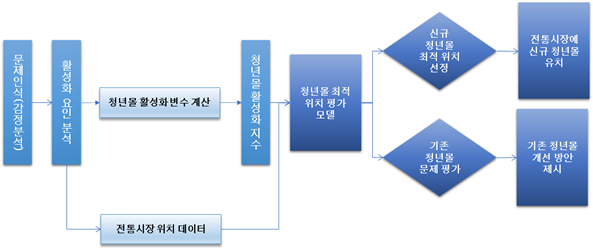 문제인식(감정분석)
활성화 요인 분석
청년몰 활성화 변수 계산
전통시장 위치 데이터
청년몰 활성화 지수
청년몰 최적
위치 평가
모델
신규
청년몰
최적 위치
선정
전통시장에
신규 청년몰
유치
기존
청년몰
문제 평가
기존 청년몰
개선 방안
제시